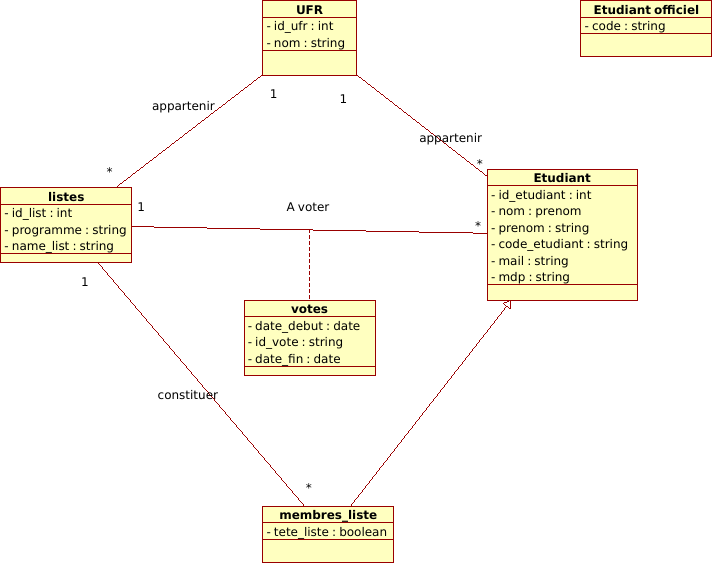 UFR
- id_ufr : int
- nom : string
Etudiant officiel
- code : string
1
1
appartenir
appartenir
*
*
listes
- id_list : int
- programme : string
- name_list : string
Etudiant
- id_etudiant : int
- nom : prenom
- prenom : string
- code_etudiant : string
- mail : string
- mdp : string
1
A voter
*
1
votes
- date_debut : date
- id_vote : string
- date_fin : date
constituer
*
membres_liste
- tete_liste : boolean